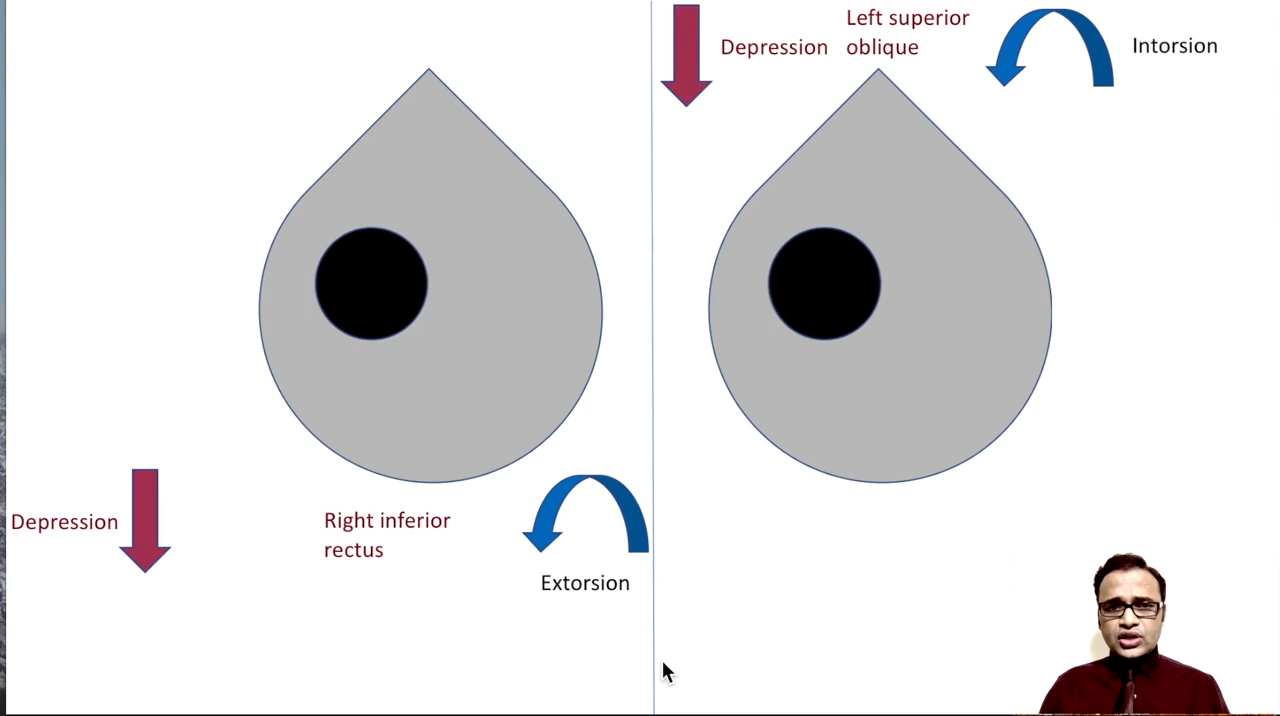 Left superior
Depression oblique
Intorsion
Depression
Right inferior
rectus
Extorsion